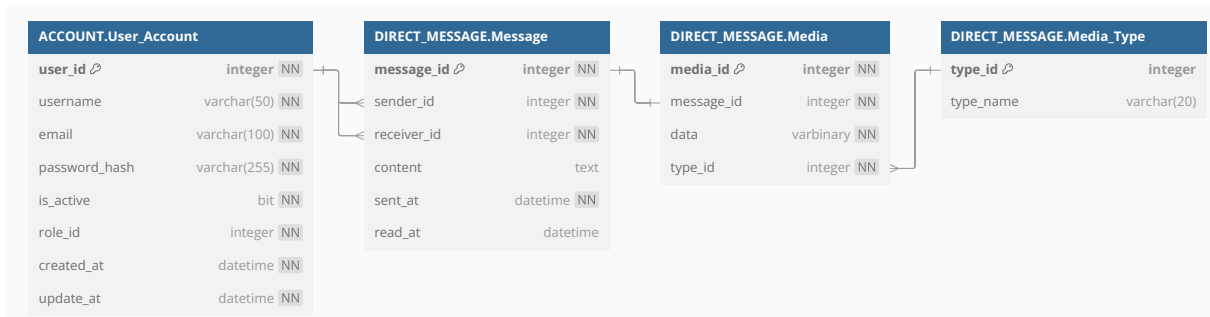 ACCOUNT.User_Account
user_id integer NN
username varchar(50) NN
email varchar(100) NN
password_hash varchar(255) NN
is_active bit NN
role_id integer NN
created_at datetime NN
update_at datetime NN
DIRECT_MESSAGE.Message
message_id integer NN
sender_id integer NN
receiver_id integer NN
content text
sent_at datetime NN
read_at datetime
DIRECT_MESSAGE.Media
media_id integer NN
message_id integer NN
data varbinary NN
type_id integer NN
DIRECT_MESSAGE.Media_Type
type_id integer
type_name varchar(20)